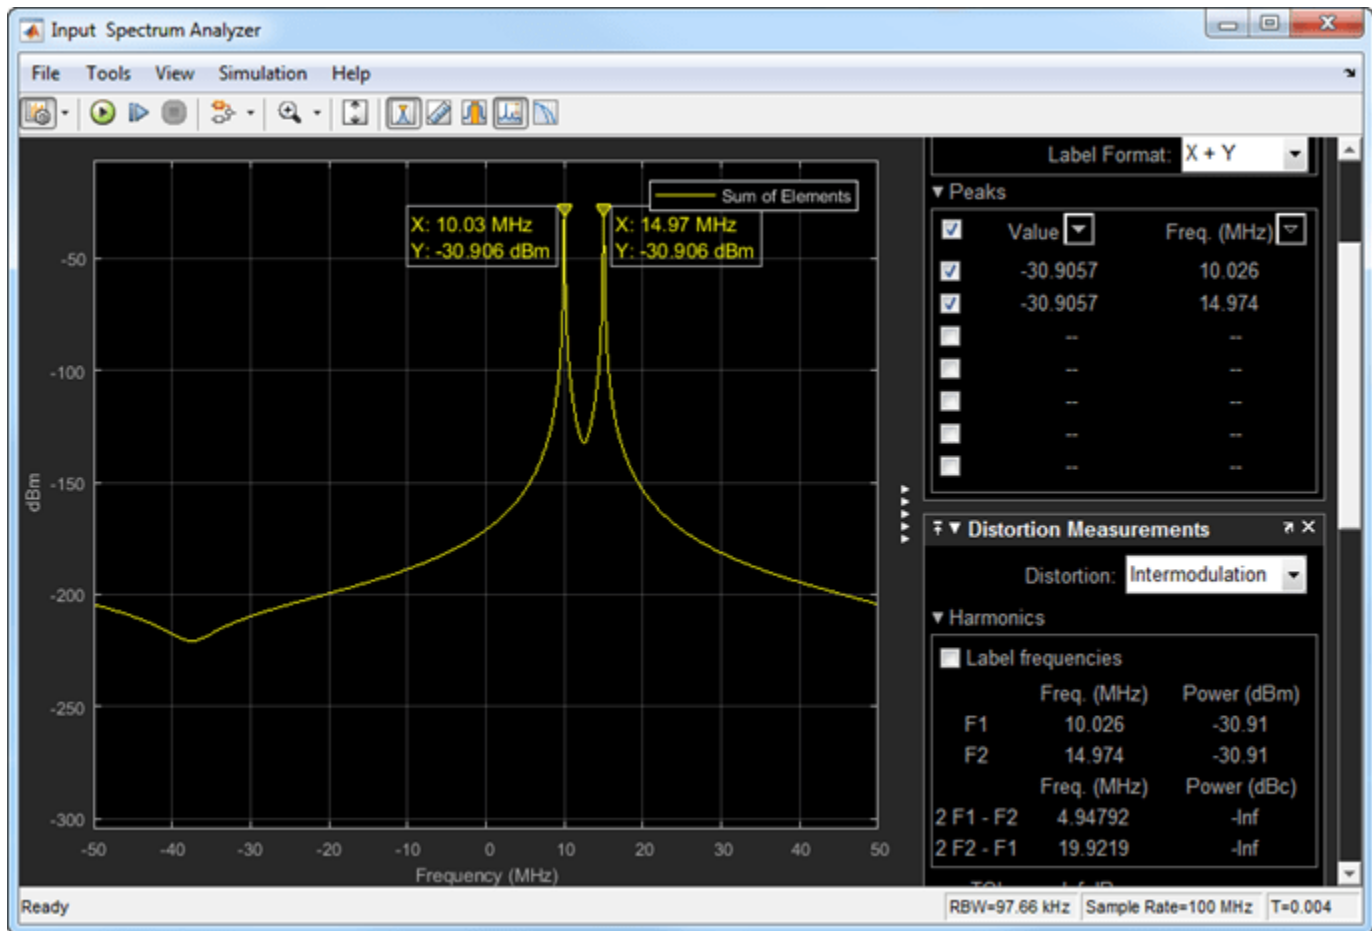 Input Spectrum Analyzer
File Tools View Simulation Help
Sum of Elements
X: 10.03 MHz
Y: -30.906 dBm
X: 14.97 MHz
Y: -30.906 dBm
dBm
-50
-100
-150
-200
-250
-300
-50 -40 -30 -20 -10 0 10 20 30 40 50
Frequency (MHz)
Label Format: X + Y
Peaks
Value Freq. (MHz)
-30.9057 10.026
-30.9057 14.974
-- --
-- --
-- --
-- --
-- --
Distortion Measurements
Distortion: Intermodulation
Harmonics
Label frequencies
Freq. (MHz) Power (dBm)
F1 10.026 -30.91
F2 14.974 -30.91
Freq. (MHz) Power (dBc)
2 F1 - F2 4.94792 -Inf
2 F2 - F1 19.9219 -Inf
Ready
RBW=97.66 kHz Sample Rate=100 MHz T=0.004